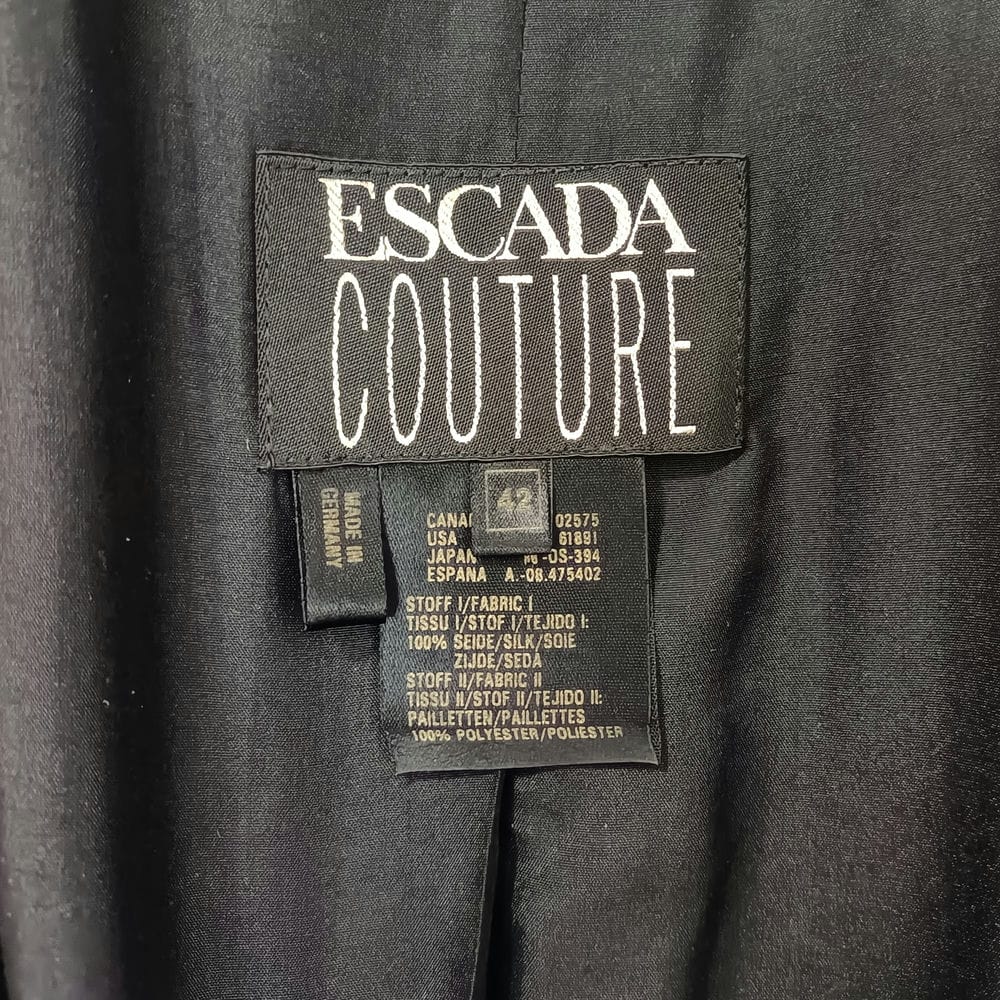 ESCADA
COUTURE
MADE IN
GERMANY
42
02575
USA 61891
JAPAN -OS-394
ESPANA A.-08.475402
STOFF I/FABRIC I
TISSU I/STOF I/TEJIDO I:
100% SEIDE/SILK/SOIE
ZIJDE/SEDA
STOFF II/FABRIC II
TISSU II/STOF II/TEJIDO II:
PAILLETTEN/PAILLETTES
100% POLYESTER/POLIESTER